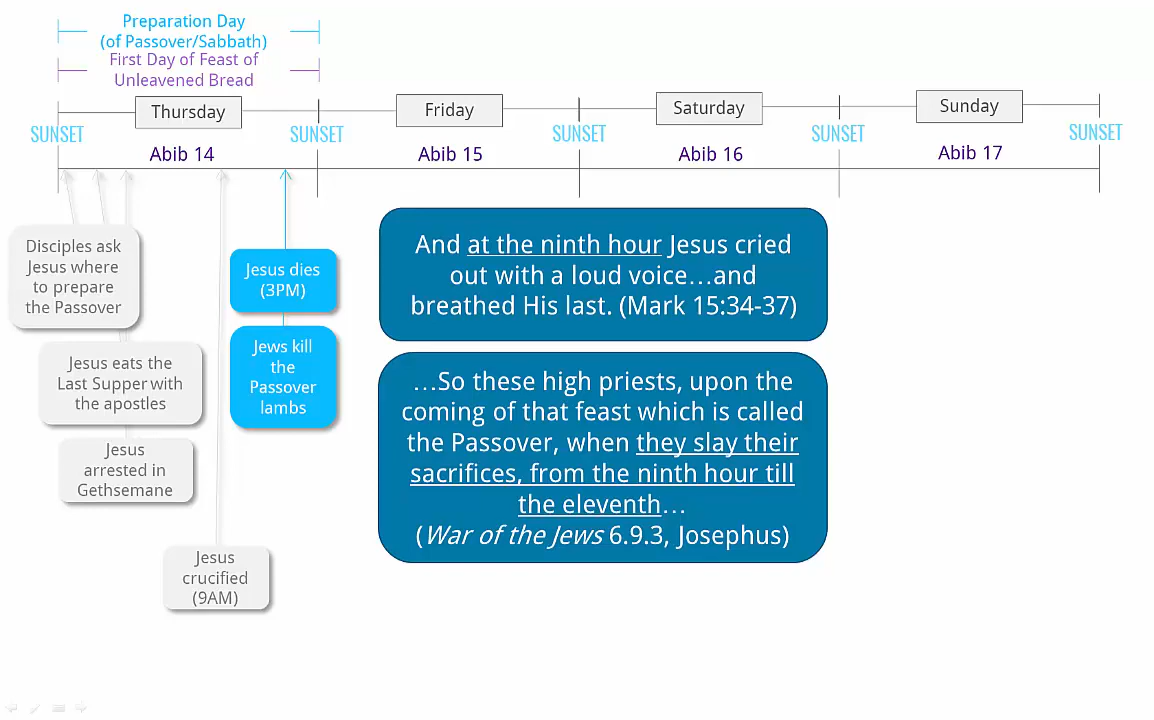 Preparation Day
(of Passover/Sabbath)
First Day of Feast of
Unleavened Bread
Thursday
Friday
Saturday
Sunday
SUNSET
SUNSET
SUNSET
SUNSET
SUNSET
Abib 14
Abib 15
Abib 16
Abib 17
Disciples ask
Jesus where
to prepare
the Passover
Jesus eats the
Last Supper with
the apostles
Jesus
arrested in
Gethsemane
Jesus
crucified
(9AM)
Jesus dies
(3PM)
Jews kill
the
Passover
lambs
And at the ninth hour Jesus cried
out with a loud voice…and
breathed His last. (Mark 15:34-37)
…So these high priests, upon the
coming of that feast which is called
the Passover, when they slay their
sacrifices, from the ninth hour till
the eleventh…
(War of the Jews 6.9.3, Josephus)